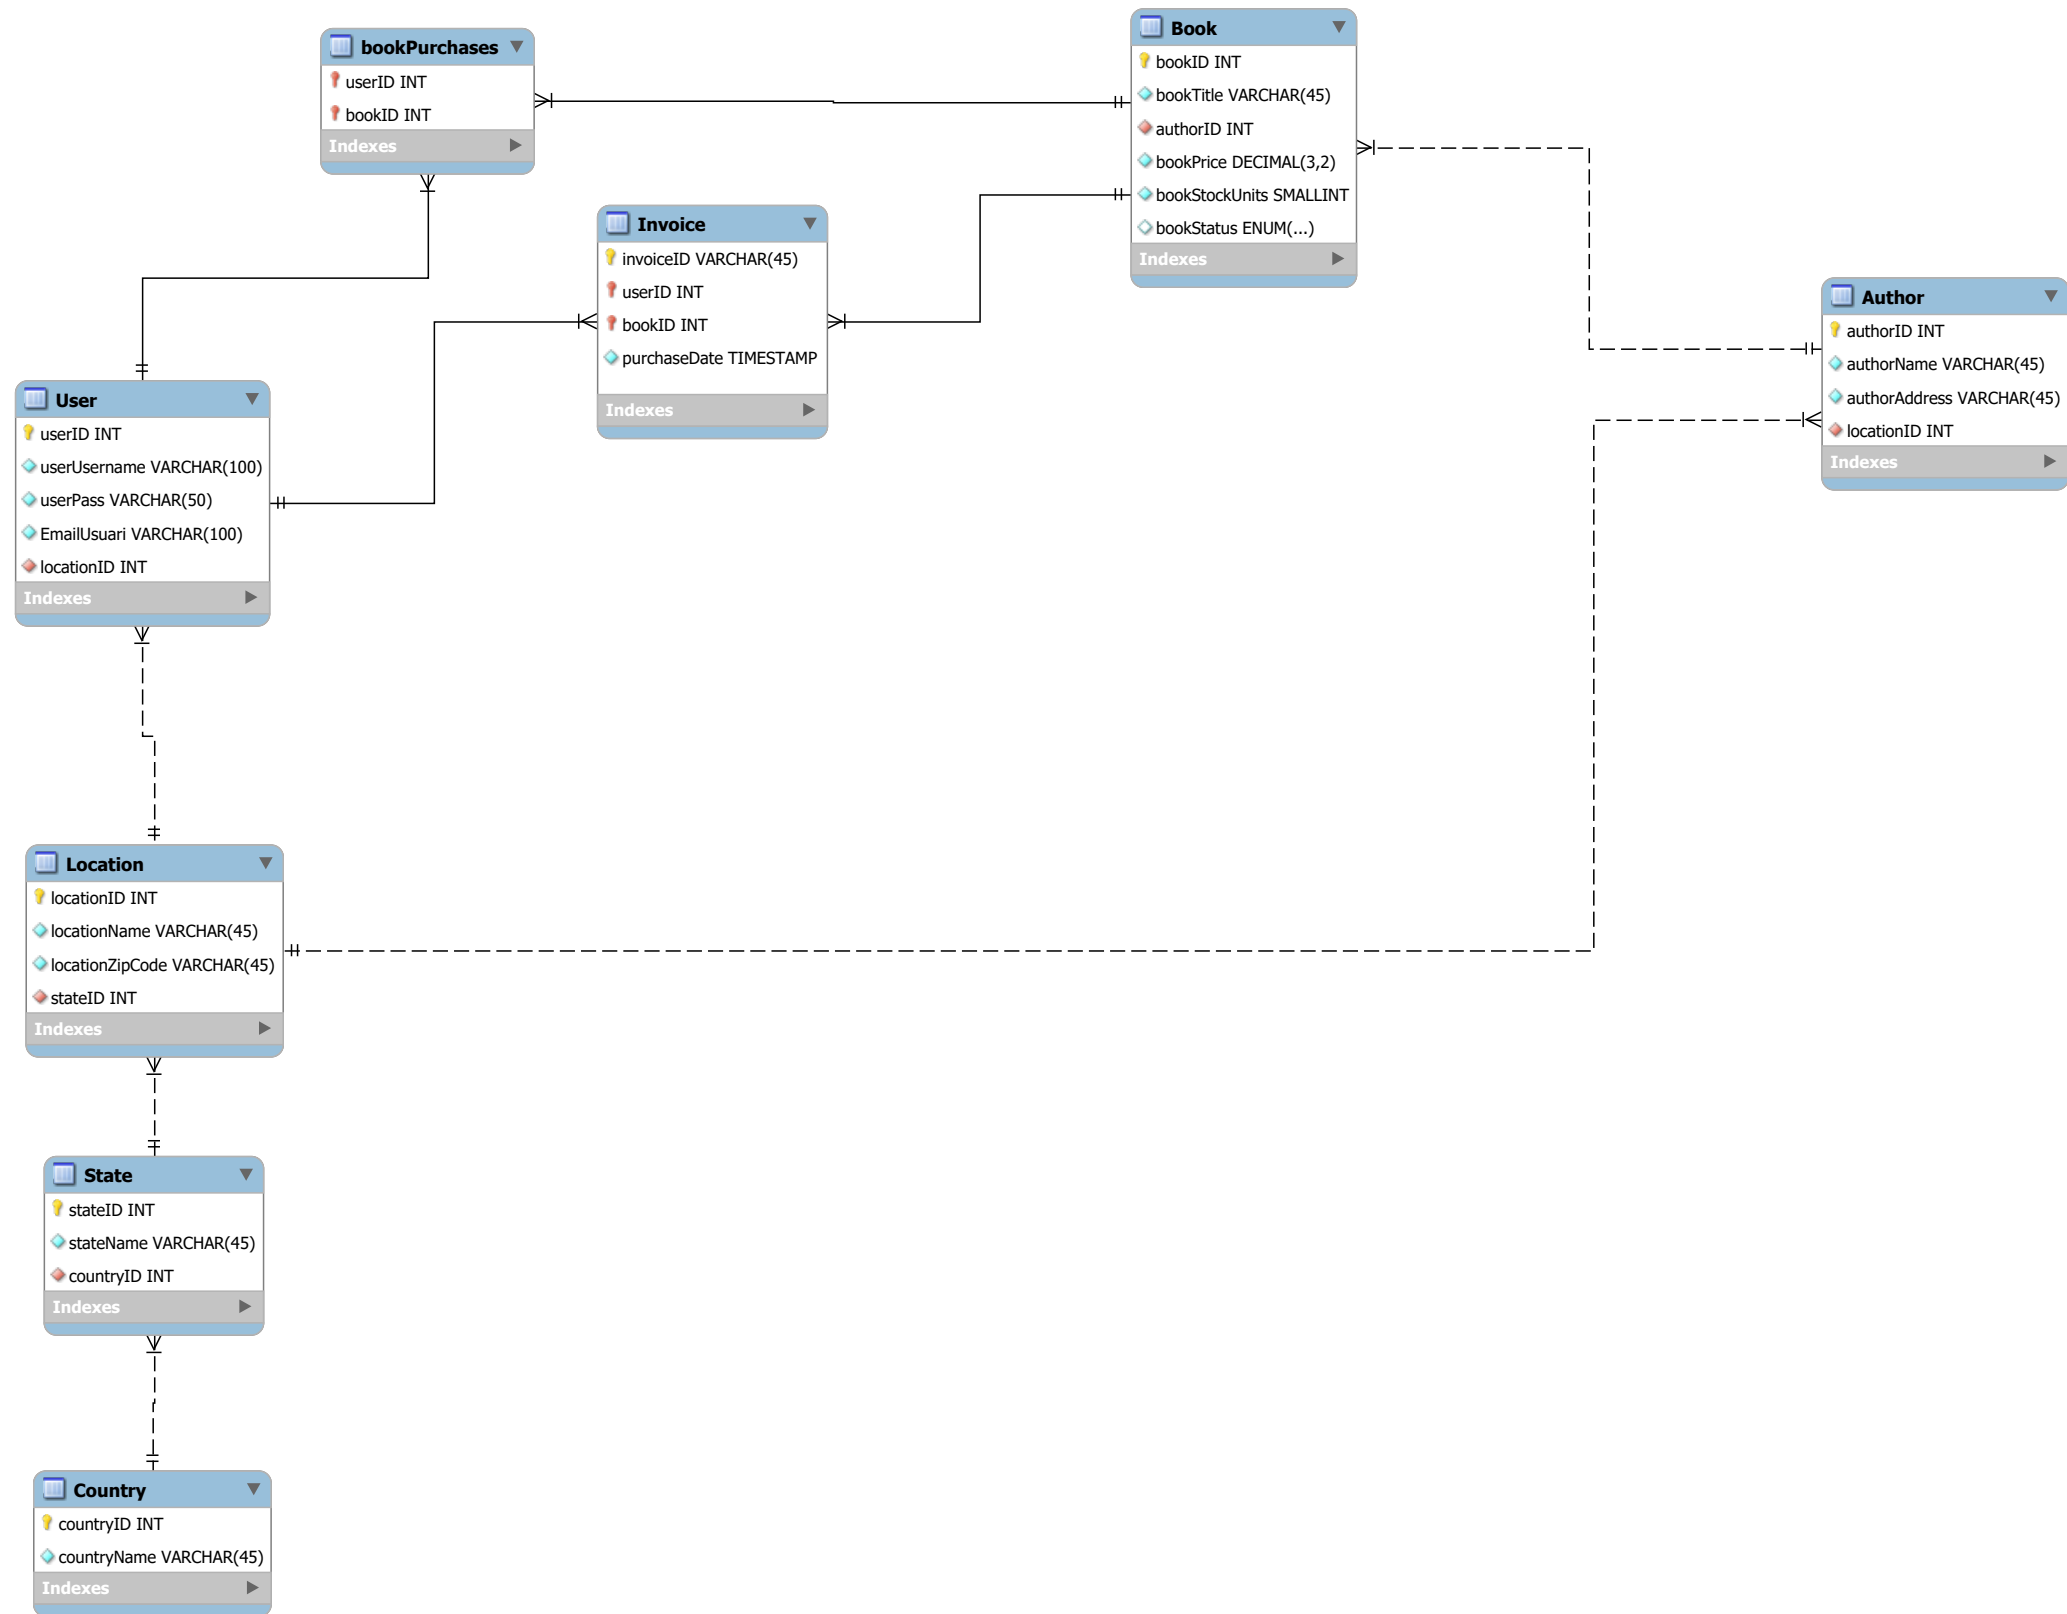 bookPurchases
userID INT
bookID INT
Indexes
Book
bookID INT
bookTitle VARCHAR(45)
authorID INT
bookPrice DECIMAL(3,2)
bookStockUnits SMALLINT
bookStatus ENUM(...)
Indexes
Invoice
invoiceID VARCHAR(45)
userID INT
bookID INT
purchaseDate TIMESTAMP
Indexes
Author
authorID INT
authorName VARCHAR(45)
authorAddress VARCHAR(45)
locationID INT
Indexes
User
userID INT
userUsername VARCHAR(100)
userPass VARCHAR(50)
EmailUsuari VARCHAR(100)
locationID INT
Indexes
Location
locationID INT
locationName VARCHAR(45)
locationZipCode VARCHAR(45)
stateID INT
Indexes
State
stateID INT
stateName VARCHAR(45)
countryID INT
Indexes
Country
countryID INT
countryName VARCHAR(45)
Indexes